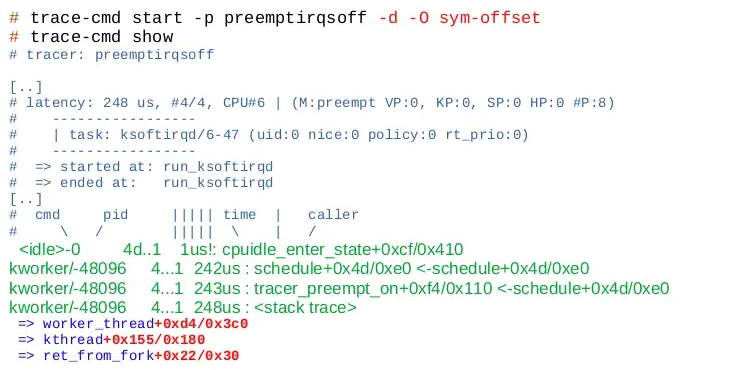 # trace-cmd start -p preemptirqsoff -d -O sym-offset
# trace-cmd show
# tracer: preemptirqsoff
[..]
# latency: 248 us, #4/4, CPU#6 | (M:preempt VP:0, KP:0, SP:0 HP:0 #P:8)
#    -----------------
#    | task: ksoftirqd/6-47 (uid:0 nice:0 policy:0 rt_prio:0)
#    -----------------
#  => started at: run_ksoftirqd
#  => ended at:   run_ksoftirqd
[..]
#  cmd     pid     ||||| time  |   caller
#     \   /        |||||  \    |   /
<idle>-0 4d..1 1us!: cpuidle_enter_state+0xcf/0x410
kworker/-48096 4...1 242us : schedule+0x4d/0xe0 <-schedule+0x4d/0xe0
kworker/-48096 4...1 243us : tracer_preempt_on+0xf4/0x110 <-schedule+0x4d/0xe0
kworker/-48096 4...1 248us : <stack trace>
=> worker_thread+0xd4/0x3c0
=> kthread+0x155/0x180
=> ret_from_fork+0x22/0x30